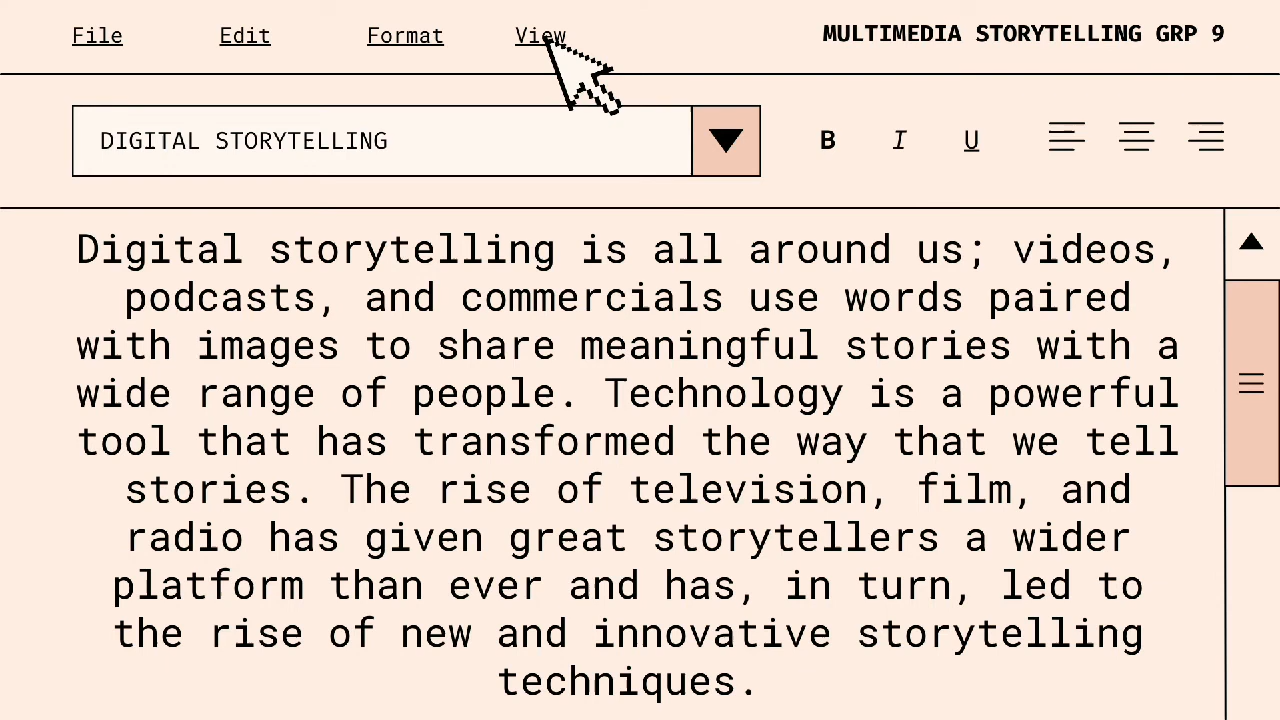 File Edit Format View MULTIMEDIA STORYTELLING GRP 9
DIGITAL STORYTELLING B I U
Digital storytelling is all around us; videos,
podcasts, and commercials use words paired
with images to share meaningful stories with a
wide range of people. Technology is a powerful
tool that has transformed the way that we tell
stories. The rise of television, film, and
radio has given great storytellers a wider
platform than ever and has, in turn, led to
the rise of new and innovative storytelling
techniques.